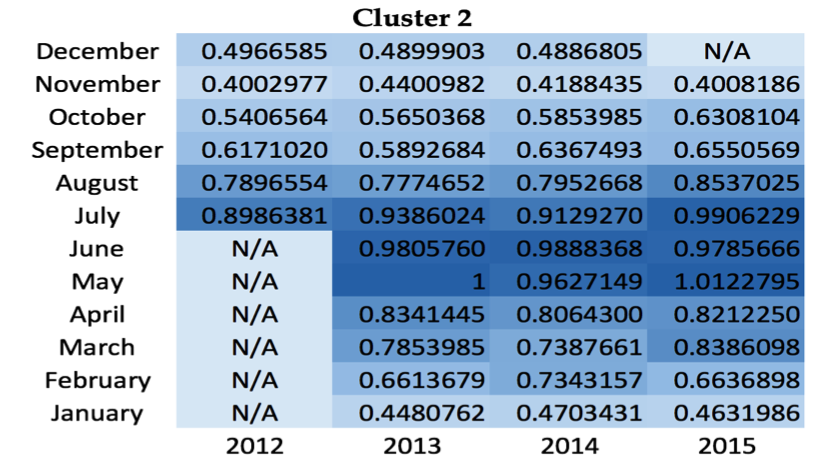 Cluster 2
December 0.4966585 0.4899903 0.4886805 N/A
November 0.4002977 0.4400982 0.4188435 0.4008186
October 0.5406564 0.5650368 0.5853985 0.6308104
September 0.6171020 0.5892684 0.6367493 0.6550569
August 0.7896554 0.7774652 0.7952668 0.8537025
July 0.8986381 0.9386024 0.9129270 0.9906229
June N/A 0.9805760 0.9888368 0.9785666
May N/A 1 0.9627149 1.0122795
April N/A 0.8341445 0.8064300 0.8212250
March N/A 0.7853985 0.7387661 0.8386098
February N/A 0.6613679 0.7343157 0.6636898
January N/A 0.4480762 0.4703431 0.4631986
2012 2013 2014 2015